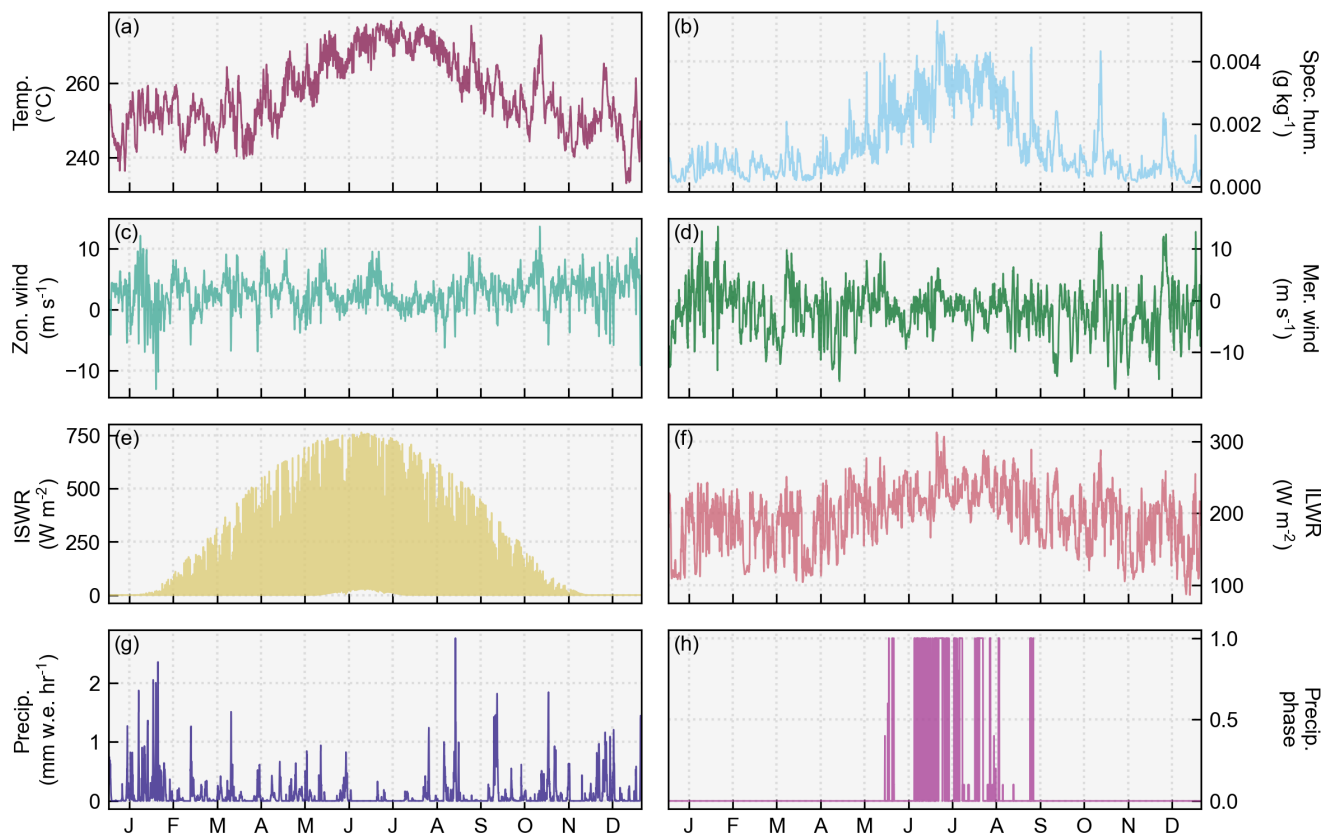 (a)
260
240
Temp.
(°C)
(b)
0.004
0.002
0.000
Spec. hum.
(g kg⁻¹)
(c)
10
0
−10
Zon. wind
(m s⁻¹)
(d)
10
0
−10
Mer. wind
(m s⁻¹)
(e)
750
500
250
0
ISWR
(W m⁻²)
(f)
300
200
100
ILWR
(W m⁻²)
(g)
2
1
0
Precip.
(mm w.e. hr⁻¹)
(h)
1.0
0.5
0.0
Precip.
phase
J F M A M J J A S O N D
J F M A M J J A S O N D